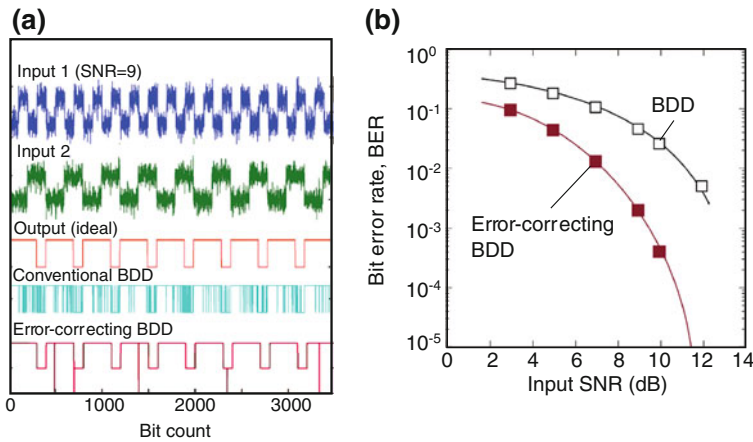 (a)
Input 1 (SNR=9)
Input 2
Output (ideal)
Conventional BDD
Error-correcting BDD
0 1000 2000 3000
Bit count
(b)
Bit error rate, BER
10⁰
10⁻¹
10⁻²
10⁻³
10⁻⁴
10⁻⁵
BDD
Error-correcting
BDD
0 2 4 6 8 10 12 14
Input SNR (dB)